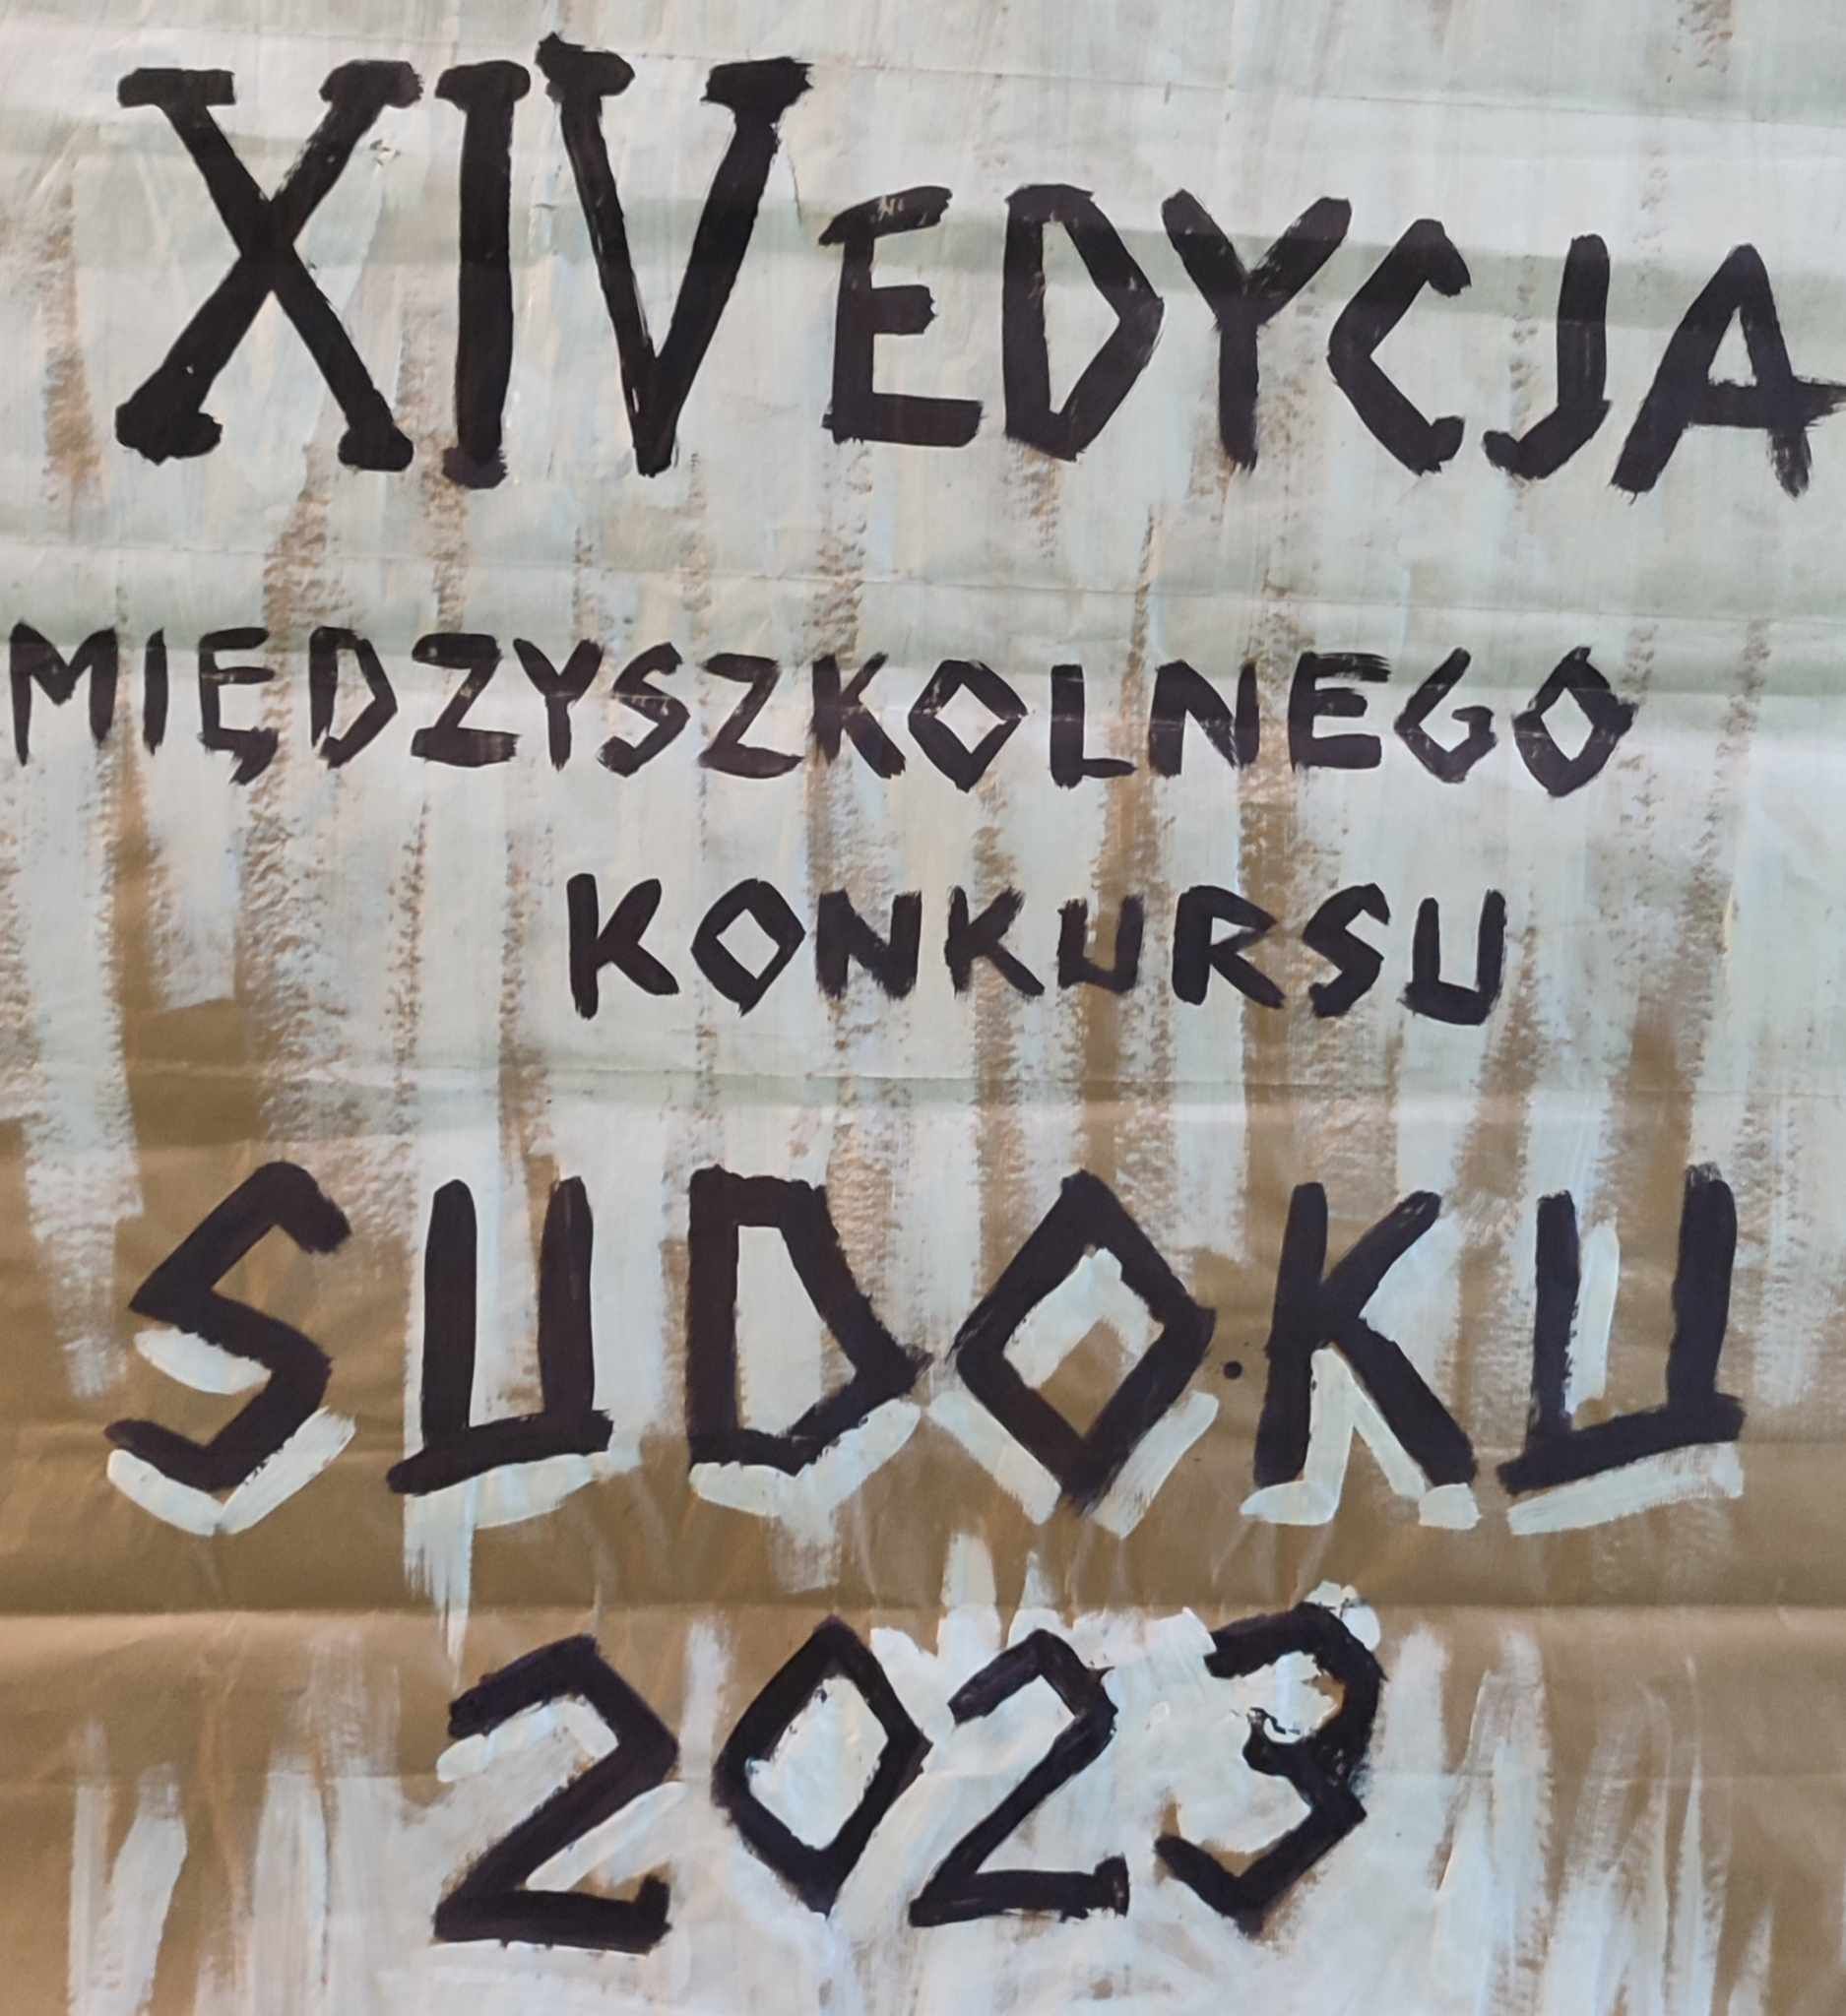 XIV EDYCJA
MIĘDZYSZKOLNEGO
KONKURSU
SUDOKU
2023